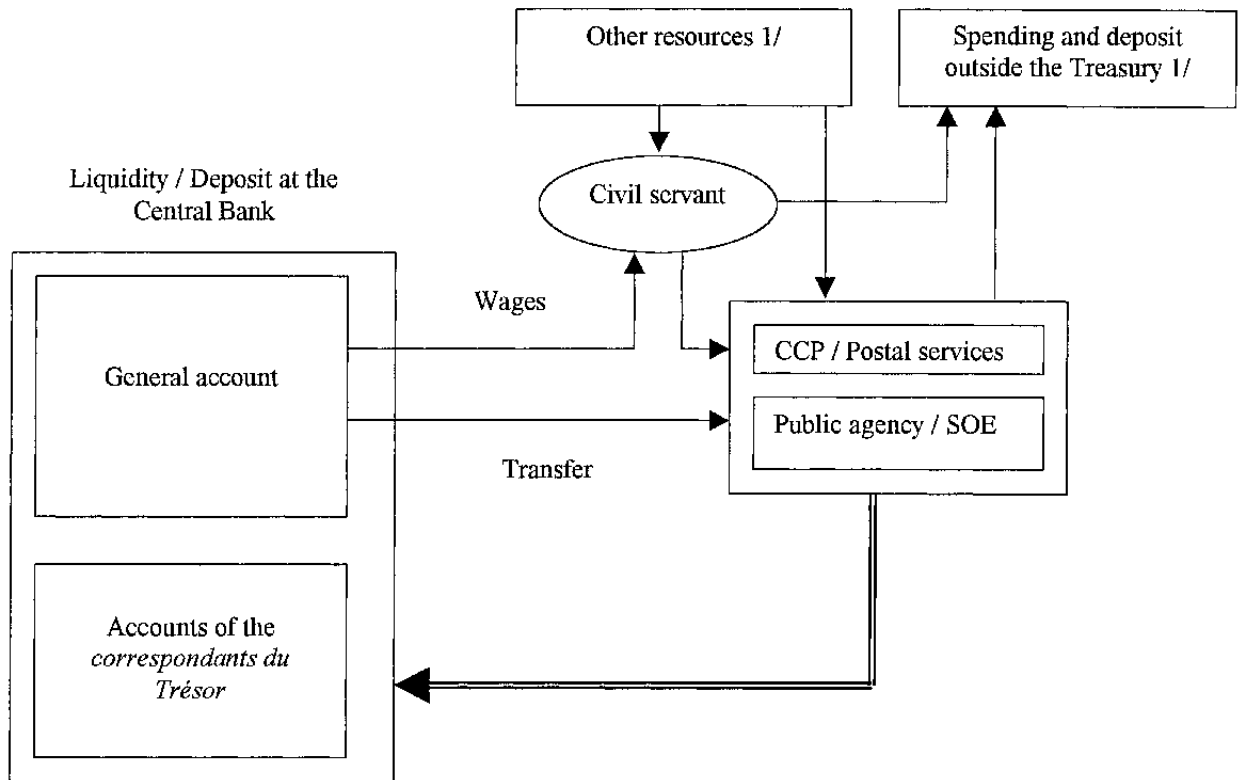 Other resources 1/
Spending and deposit
outside the Treasury 1/
Civil servant
Liquidity / Deposit at the
Central Bank
General account
Wages
Transfer
CCP / Postal services
Public agency / SOE
Accounts of the
correspondants du
Trésor